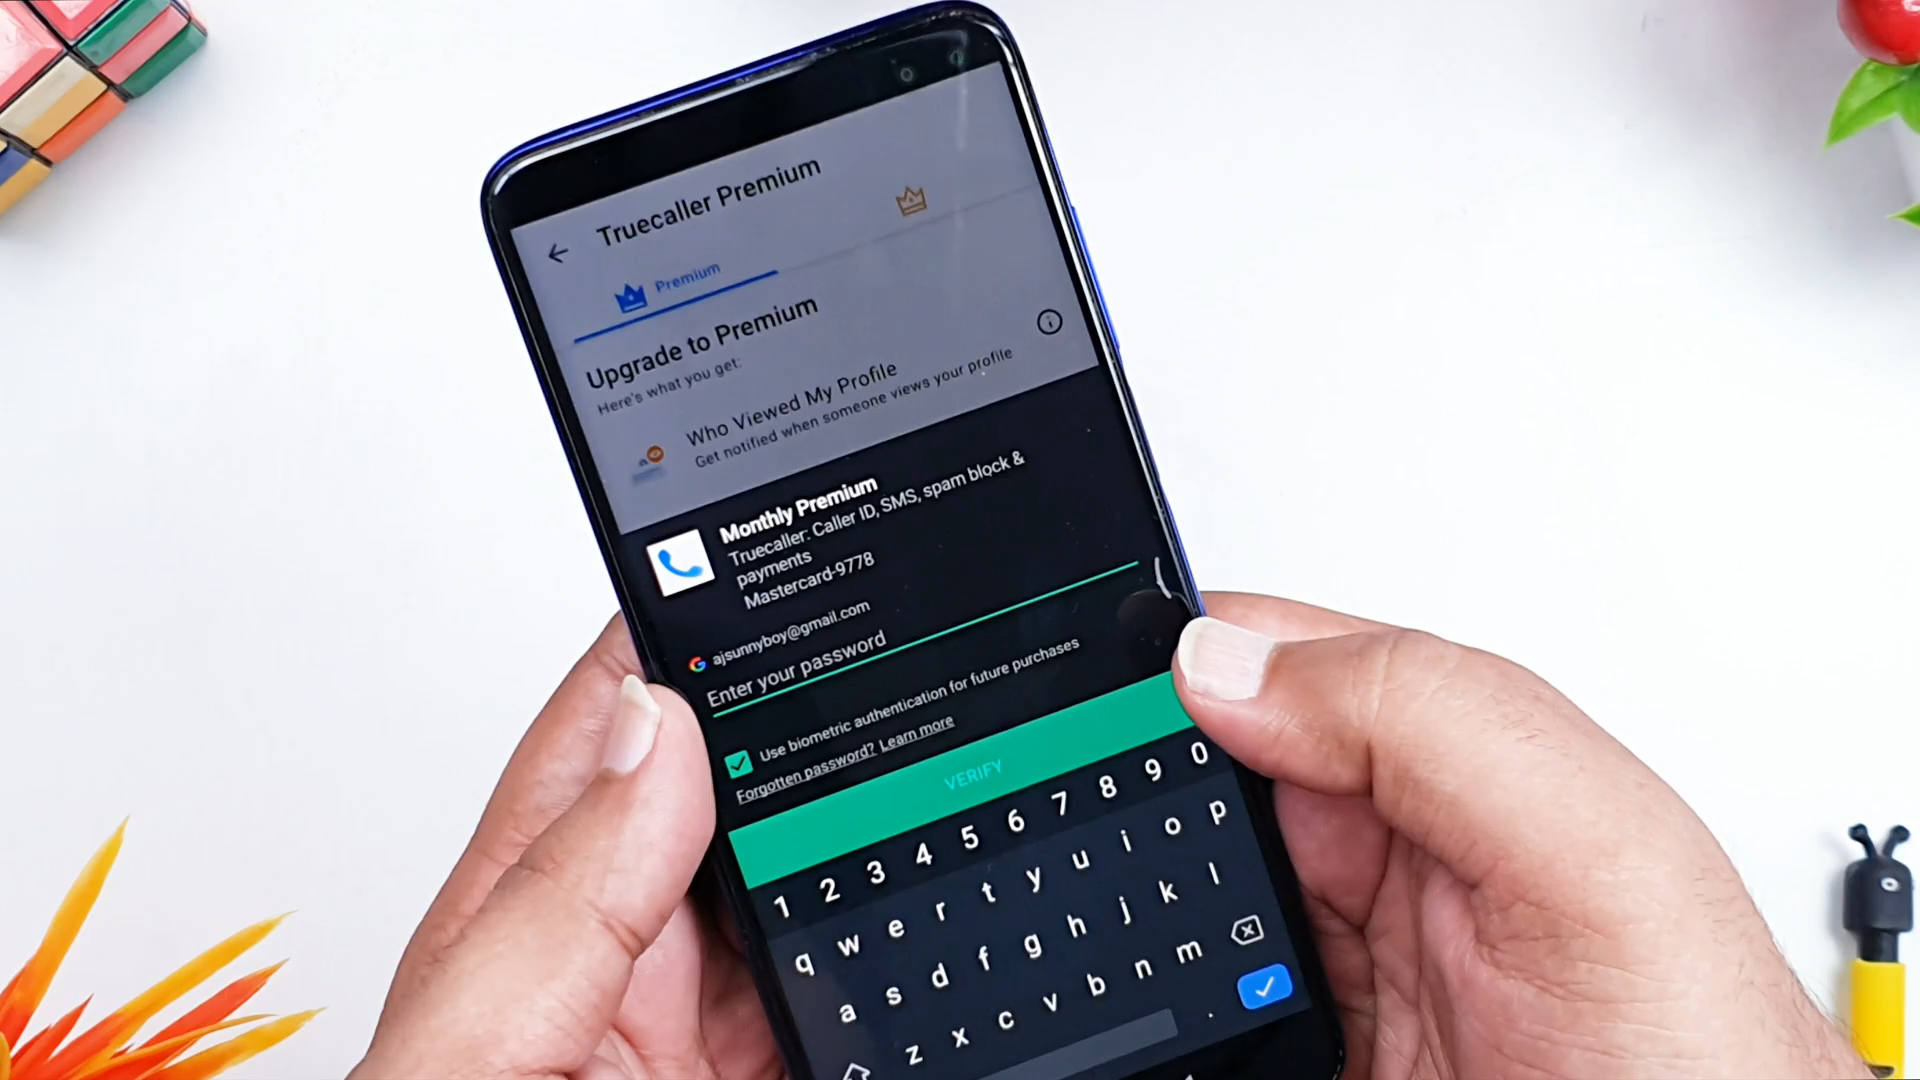 Truecaller Premium
Premium
Upgrade to Premium
Here's what you get:
Who Viewed My Profile
Get notified when someone views your profile
Monthly Premium
Truecaller: Caller ID, SMS, spam block &
payments
Mastercard-9778
G ajsunnyboy@gmail.com
Enter your password
Use biometric authentication for future purchases
Forgotten password? Learn more
VERIFY
1 2 3 4 5 6 7 8 9 0
q w e r t y u i o p
a s d f g h j k l
z x c v b n m
.